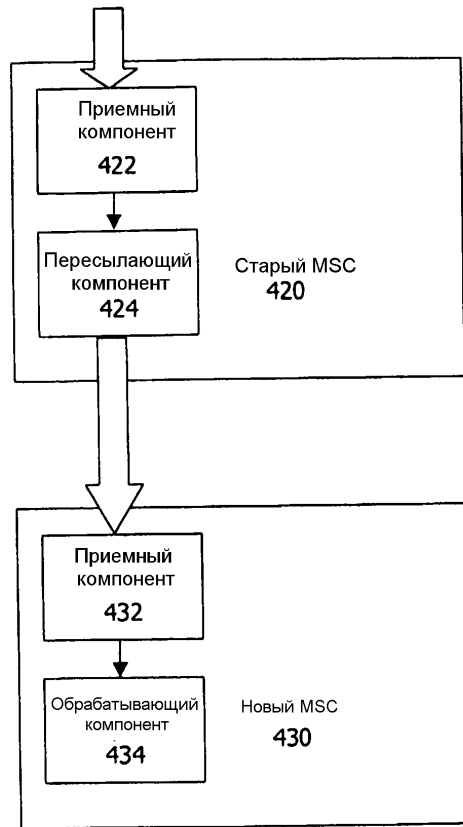 Приемный
компонент
422
Пересылающий
компонент
424
Старый MSC
420
Приемный
компонент
432
Обрабатывающий
компонент
434
Новый MSC
430